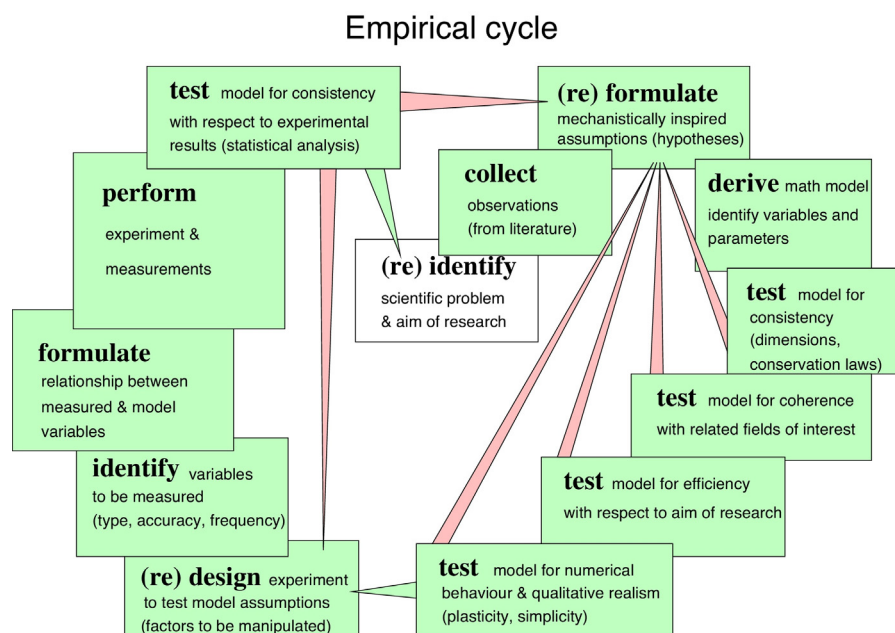 Empirical cycle
test model for consistency
with respect to experimental
results (statistical analysis)
(re) formulate
mechanistically inspired
assumptions (hypotheses)
collect
observations
(from literature)
derive math model
identify variables and
parameters
perform
experiment &
measurements
(re) identify
scientific problem
& aim of research
test model for
consistency
(dimensions,
conservation laws)
formulate
relationship between
measured & model
variables
test model for coherence
with related fields of interest
identify variables
to be measured
(type, accuracy, frequency)
test model for efficiency
with respect to aim of research
(re) design experiment
to test model assumptions
(factors to be manipulated)
test model for numerical
behaviour & qualitative realism
(plasticity, simplicity)